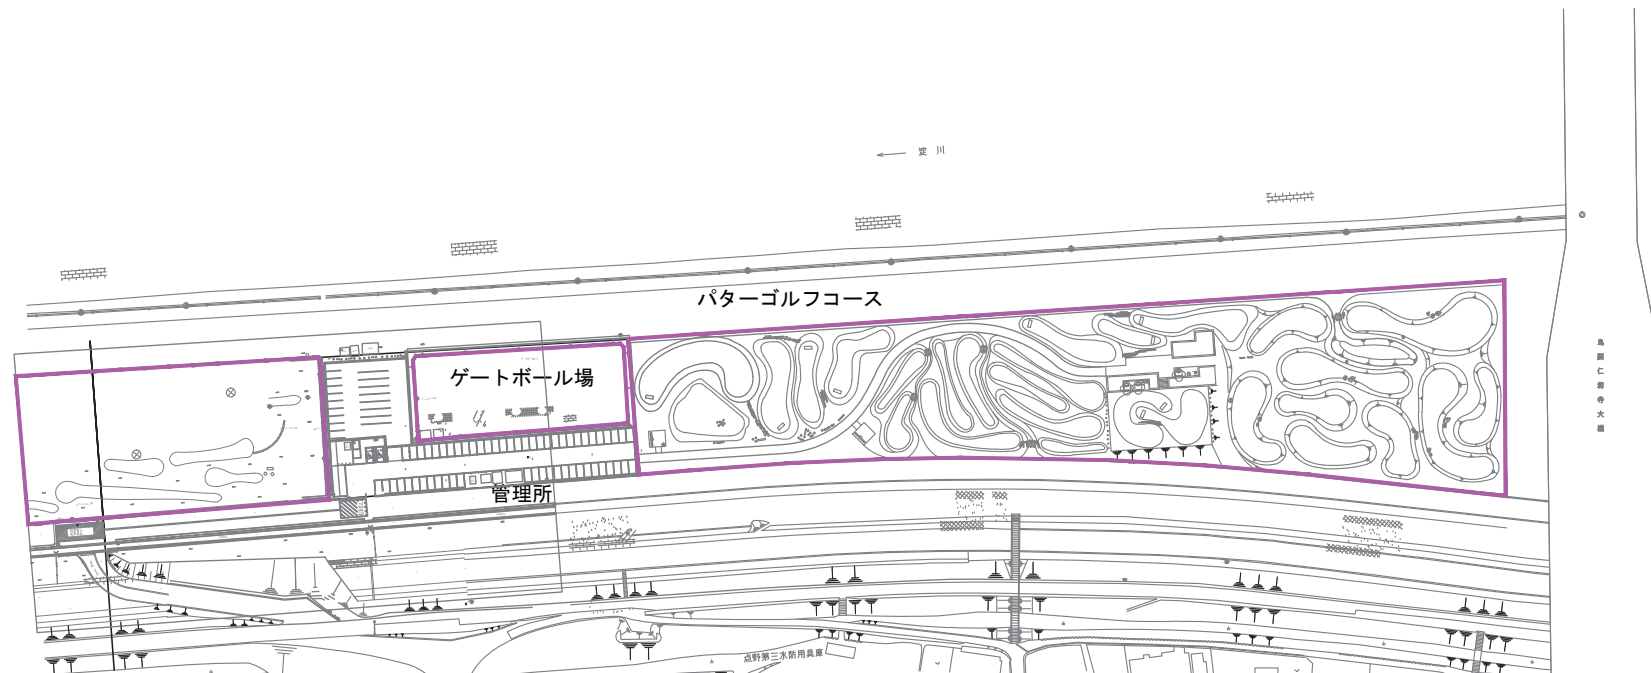 淀川
パターゴルフコース
ゲートボール場
管理所
鳥飼仁和寺大橋
点野第三水防用具庫